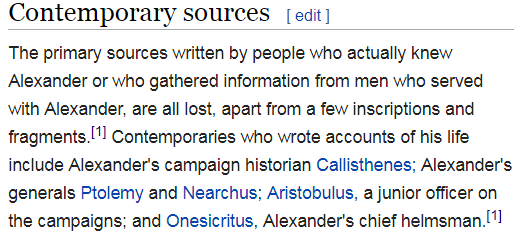 Contemporary sources [ edit ]
The primary sources written by people who actually knew
Alexander or who gathered information from men who served
with Alexander, are all lost, apart from a few inscriptions and
fragments.[1] Contemporaries who wrote accounts of his life
include Alexander's campaign historian Callisthenes; Alexander's
generals Ptolemy and Nearchus; Aristobulus, a junior officer on
the campaigns; and Onesicritus, Alexander's chief helmsman.[1]